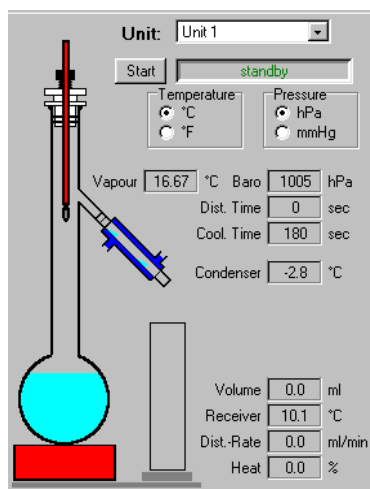 Unit: Unit 1
Start standby
Temperature Pressure
°C hPa
°F mmHg
Vapour 16.67 °C Baro 1005 hPa
Dist. Time 0 sec
Cool. Time 180 sec
Condenser -2.8 °C
Volume 0.0 ml
Receiver 10.1 °C
Dist.-Rate 0.0 ml/min
Heat 0.0 %